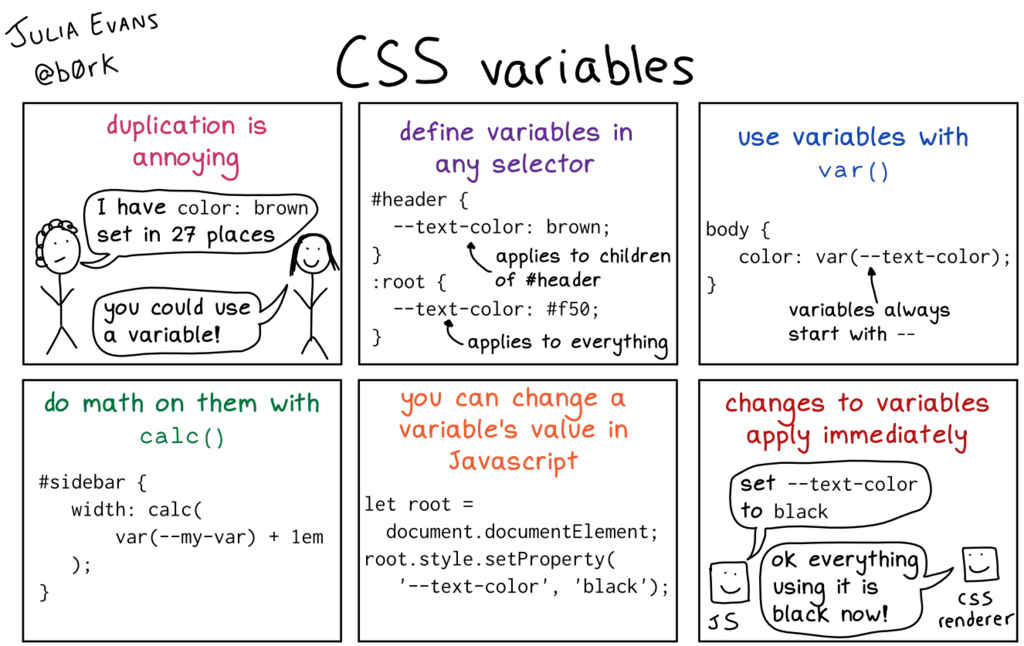 JULIA EVANS
@b0rk
CSS variables
duplication is
annoying
I have color: brown
set in 27 places
you could use
a variable!
define variables in
any selector
#header {
--text-color: brown;
}
applies to children
of #header
:root {
--text-color: #f50;
}
applies to everything
use variables with
var()
body {
color: var(--text-color);
}
variables always
start with --
do math on them with
calc()
#sidebar {
width: calc(
var(--my-var) + 1em
);
}
you can change a
variable's value in
Javascript
let root =
document.documentElement;
root.style.setProperty(
'--text-color', 'black');
changes to variables
apply immediately
set --text-color
to black
ok everything
using it is
black now!
JS
CSS
renderer